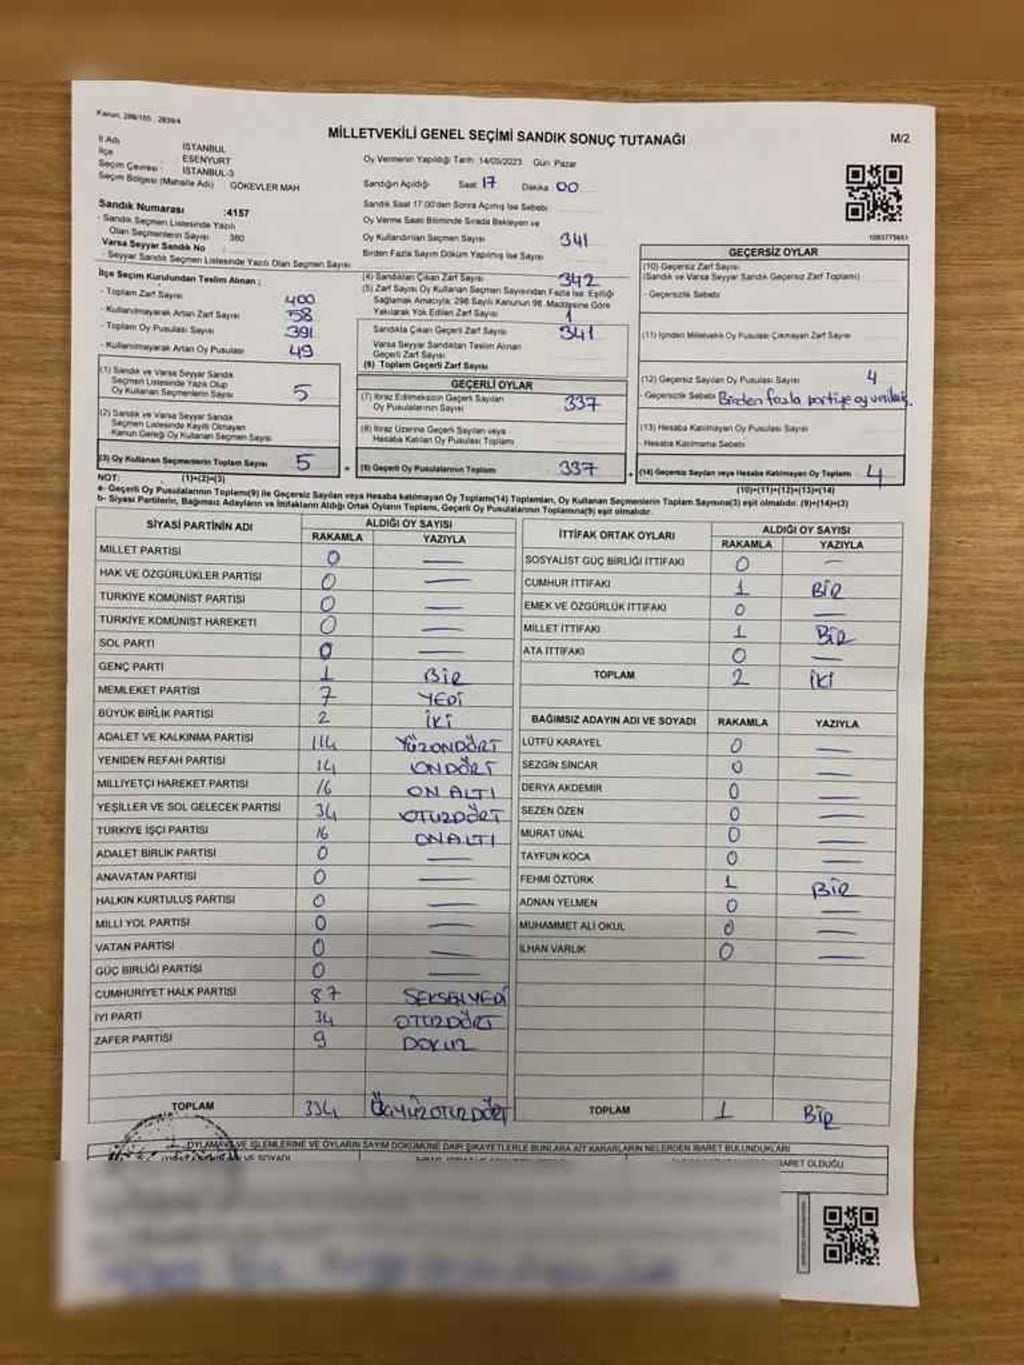 Kanun: 298/105 , 2839/4
MİLLETVEKİLİ GENEL SEÇİMİ SANDIK SONUÇ TUTANAĞI
M/2
İl Adı İSTANBUL
İlçe ESENYURT
Seçim Çevresi : İSTANBUL-3
Seçim Bölgesi (Mahalle Adı) GÖKEVLER MAH
Oy Vermenin Yapıldığı Tarih: 14/05/2023 Gün: Pazar
Sandığın Açıldığı Saat 17 Dakika 00
Sandık Saat 17:00'den Sonra Açılmış İse Sebebi
Sandık Numarası :4157
- Sandık Seçmen Listesinde Yazılı
Olan Seçmenlerin Sayısı 380
Varsa Seyyar Sandık No
- Seyyar Sandık Seçmen Listesinde Yazılı Olan Seçmen Sayısı
Oy Verme Saati Bitiminde Sırada Bekleyen ve
Oy Kullandırılan Seçmen Sayısı 341
Birden Fazla Sayım Döküm Yapılmış İse Sayısı
1083775651
İlçe Seçim Kurulundan Teslim Alınan :
- Toplam Zarf Sayısı 400
- Kullanılmayarak Artan Zarf Sayısı 58
- Toplam Oy Pusulası Sayısı 391
- Kullanılmayarak Artan Oy Pusulası 49
(4) Sandıktan Çıkan Zarf Sayısı 342
(5) Zarf Sayısı Oy Kullanan Seçmen Sayısından Fazla İse, Eşitliği
Sağlamak Amacıyla, 298 Sayılı Kanunun 98. Maddesine Göre
Yakılarak Yok Edilen Zarf Sayısı 1
Sandıkta Çıkan Geçerli Zarf Sayısı 341
Varsa Seyyar Sandıktan Teslim Alınan
Geçerli Zarf Sayısı
(6) Toplam Geçerli Zarf Sayısı
GEÇERSİZ OYLAR
(10) Geçersiz Zarf Sayısı
(Sandık ve Varsa Seyyar Sandık Geçersiz Zarf Toplamı)
- Geçersizlik Sebebi
(11) İçinden Milletvekili Oy Pusulası Çıkmayan Zarf Sayısı
(12) Geçersiz Sayılan Oy Pusulası Sayısı 4
- Geçersizlik Sebebi Birden fazla partiye oy verilmiş.
(13) Hesaba Katılmayan Oy Pusulası Sayısı
- Hesaba Katılmama Sebebi
(14) Geçersiz Sayılan veya Hesaba Katılmayan Oy Toplamı 4
(10)+(11)+(12)+(13)=(14)
(1) Sandık ve Varsa Seyyar Sandık
Seçmen Listesinde Yazılı Olup
Oy Kullanan Seçmenlerin Sayısı 5
(2) Sandık ve Varsa Seyyar Sandık
Seçmen Listesinde Kayıtlı Olmayan
Kanun Gereği Oy Kullanan Seçmen Sayısı
(3) Oy Kullanan Seçmenlerin Toplam Sayısı 5
GEÇERLİ OYLAR
(7) İtiraz Edilmeksizin Geçerli Sayılan
Oy Pusulalarının Sayısı 337
(8) İtiraz Üzerine Geçerli Sayılan veya
Hesaba Katılan Oy Pusulası Toplamı
(9) Geçerli Oy Pusulalarının Toplamı 337
NOT: (1)+(2)=(3)
a- Geçerli Oy Pusulalarının Toplamı(9) ile Geçersiz Sayılan veya Hesaba katılmayan Oy Toplamı(14) Toplamları, Oy Kullanan Seçmenlerin Toplam Sayısına(3) eşit olmalıdır. (9)+(14)=(3)
b- Siyasi Partilerin, Bağımsız Adayların ve İttifakların Aldığı Ortak Oyların Toplamı, Geçerli Oy Pusulalarının Toplamına(9) eşit olmalıdır.
SİYASİ PARTİNİN ADI ALDIĞI OY SAYISI
RAKAMLA YAZIYLA
MİLLET PARTİSİ 0 —
HAK VE ÖZGÜRLÜKLER PARTİSİ 0 —
TÜRKİYE KOMÜNİST PARTİSİ 0 —
TÜRKİYE KOMÜNİST HAREKETİ 0 —
SOL PARTİ 0 —
GENÇ PARTİ 1 BİR
MEMLEKET PARTİSİ 7 YEDİ
BÜYÜK BİRLİK PARTİSİ 2 İKİ
ADALET VE KALKINMA PARTİSİ 114 YÜZONDÖRT
YENİDEN REFAH PARTİSİ 14 ONDÖRT
MİLLİYETÇİ HAREKET PARTİSİ 16 ON ALTI
YEŞİLLER VE SOL GELECEK PARTİSİ 34 OTUZDÖRT
TÜRKİYE İŞÇİ PARTİSİ 16 ONALTI
ADALET BİRLİK PARTİSİ 0 —
ANAVATAN PARTİSİ 0 —
HALKIN KURTULUŞ PARTİSİ 0 —
MİLLİ YOL PARTİSİ 0 —
VATAN PARTİSİ 0 —
GÜÇ BİRLİĞİ PARTİSİ 0 —
CUMHURİYET HALK PARTİSİ 87 SEKSENYEDİ
İYİ PARTİ 34 OTUZDÖRT
ZAFER PARTİSİ 9 DOKUZ
TOPLAM 334 ÜÇYÜZOTUZDÖRT
İTTİFAK ORTAK OYLARI ALDIĞI OY SAYISI
RAKAMLA YAZIYLA
SOSYALİST GÜÇ BİRLİĞİ İTTİFAKI 0 —
CUMHUR İTTİFAKI 1 BİR
EMEK VE ÖZGÜRLÜK İTTİFAKI 0 —
MİLLET İTTİFAKI 1 BİR
ATA İTTİFAKI 0 —
TOPLAM 2 İKİ
BAĞIMSIZ ADAYIN ADI VE SOYADI RAKAMLA YAZIYLA
LÜTFÜ KARAYEL 0 —
SEZGİN SİNCAR 0 —
DERYA AKDEMİR 0 —
SEZEN ÖZEN 0 —
MURAT ÜNAL 0 —
TAYFUN KOCA 0 —
FEHMİ ÖZTÜRK 1 BİR
ADNAN YELMEN 0 —
MUHAMMET ALİ OKUL 0 —
İLHAN VARLIK 0 —
TOPLAM 1 BİR
OYLAMA VE İŞLEMLERİNE VE OYLARIN SAYIM DÖKÜMÜNE DAİR ŞİKAYETLERLE BUNLARA AİT KARARLARIN NELERDEN İBARET BULUNDUKLARI
VE SOYADI
İBARET OLDUĞU